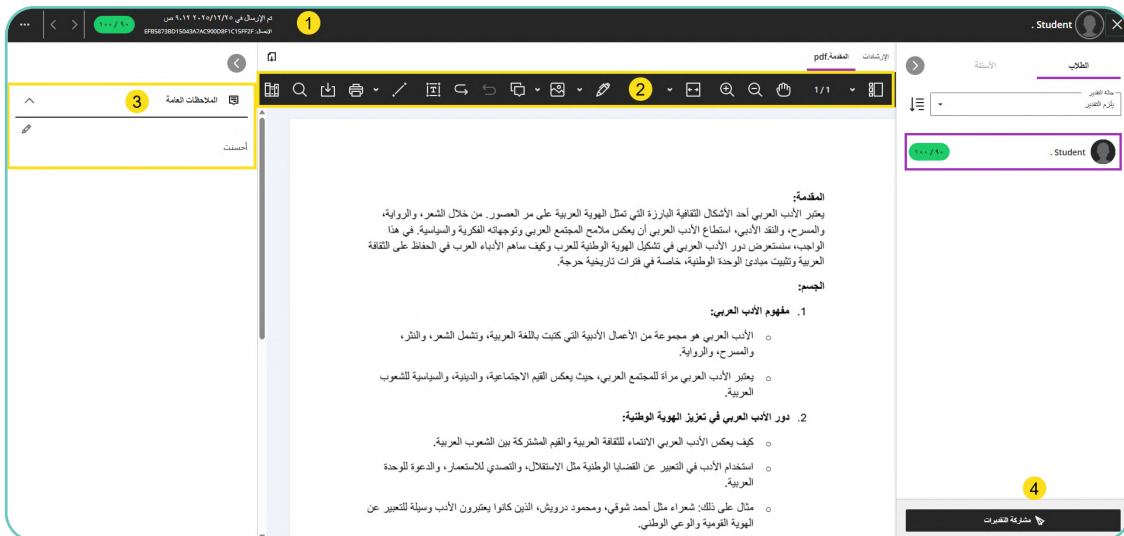 Student .
تم الإرسال في ٢٠٢٥/١٢/٢٥ ٩:١٢ ص
الإيصال: EFB5873BD15043A7AC900D8F1C15FF2F
١٠٠ / ٩٠
1
الطلاب
الأسئلة
حالة التقدير
يلزم التقدير
Student .
١٠٠ / ٩٠
4
مشاركة التقديرات
الإرشادات
المقدمة.pdf
2
1/1
المقدمة:
يعتبر الأدب العربي أحد الأشكال الثقافية البارزة التي تمثل الهوية العربية على مر العصور. من خلال الشعر، والرواية،
والمسرح، والنقد الأدبي، استطاع الأدب العربي أن يعكس ملامح المجتمع العربي وتوجهاته الفكرية والسياسية. في هذا
الواجب، سنستعرض دور الأدب العربي في تشكيل الهوية الوطنية للعرب وكيف ساهم الأدباء العرب في الحفاظ على الثقافة
العربية وتثبيت مبادئ الوحدة الوطنية، خاصة في فترات تاريخية حرجة.
الجسم:
1. مفهوم الأدب العربي:
○ الأدب العربي هو مجموعة من الأعمال الأدبية التي كتبت باللغة العربية، وتشمل الشعر، والنثر،
والمسرح، والرواية.
○ يعتبر الأدب العربي مرآة للمجتمع العربي، حيث يعكس القيم الاجتماعية، والدينية، والسياسية للشعوب
العربية.
2. دور الأدب العربي في تعزيز الهوية الوطنية:
○ كيف يعكس الأدب العربي الانتماء للثقافة العربية والقيم المشتركة بين الشعوب العربية.
○ استخدام الأدب في التعبير عن القضايا الوطنية مثل الاستقلال، والتصدي للاستعمار، والدعوة للوحدة
العربية.
○ مثال على ذلك: شعراء مثل أحمد شوقي، ومحمود درويش، الذين كانوا يعتبرون الأدب وسيلة للتعبير عن
الهوية القومية والوعي الوطني.
الملاحظات العامة
3
أحسنت